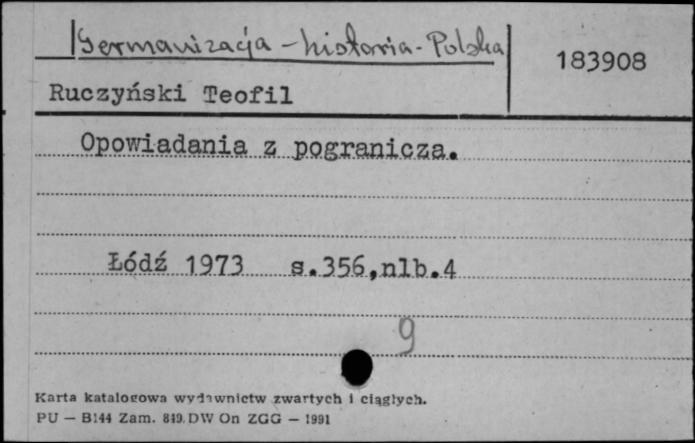 Germanizacja - historia - Polska
183908
Ruczyński Teofil
Opowiadania z pogranicza.
Łódź 1973 s.356,nlb.4
9
Karta katalogowa wydawnictw zwartych i ciągłych.
PU — B144 Zam. 849. DW On ZGG — 1991